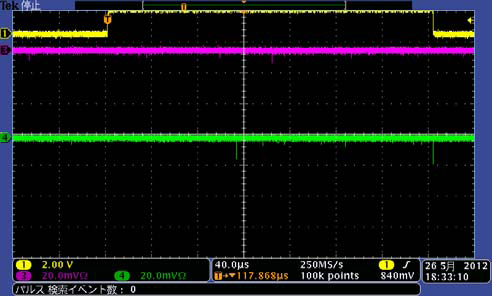 Tek 停止
T
T
1
3
4
1 2.00 V
3 20.0mVΩ 4 20.0mVΩ
40.0µs 250MS/s 1 ∫
T→▼117.868µs 100k points 840mV
26 5月 2012
18:33:10
パルス 検索イベント数: 0